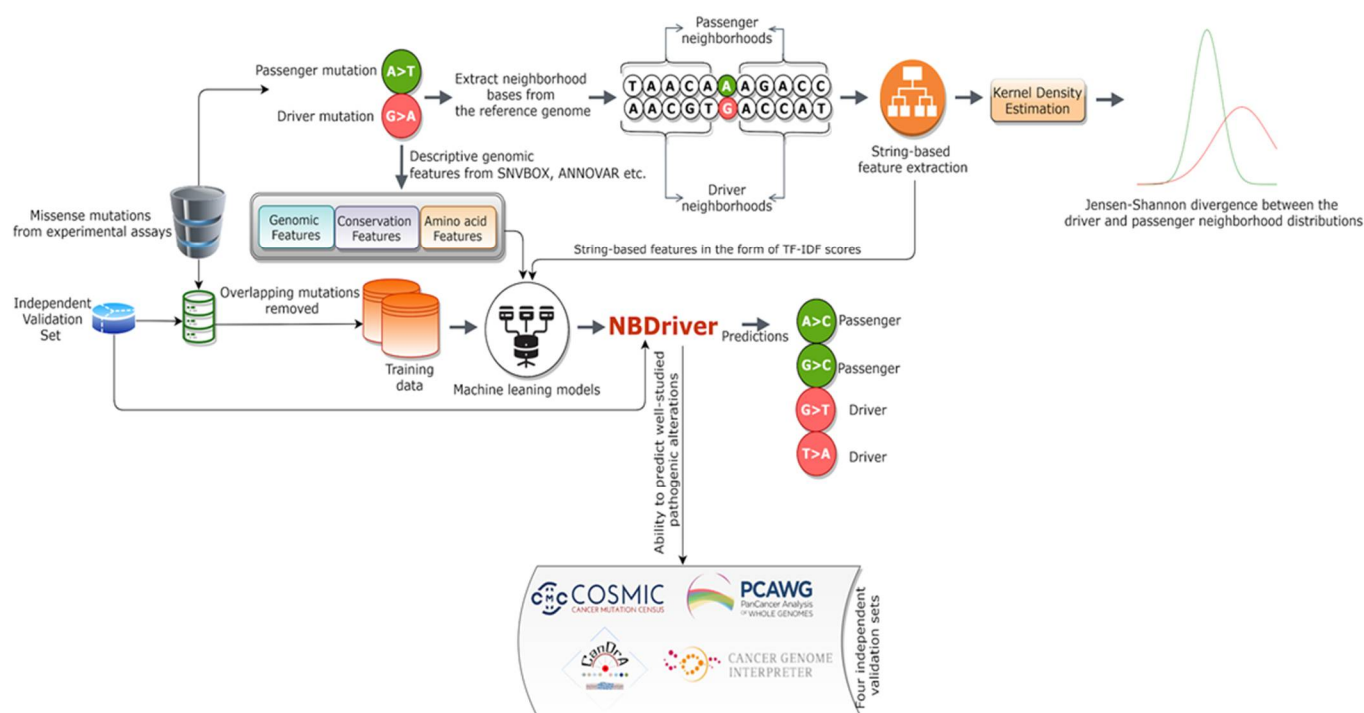 Passenger
neighborhoods
Passenger mutation
A>T
Driver mutation
G>A
Extract neighborhood
bases from
the reference genome
TAACAAAGACC
AACGTGACCAT
Driver
neighborhoods
String-based
feature extraction
Kernel Density
Estimation
Jensen-Shannon divergence between the
driver and passenger neighborhood distributions
Descriptive genomic
features from SNVBOX, ANNOVAR etc.
Missense mutations
from experimental assays
Genomic
Features
Conservation
Features
Amino acid
Features
String-based features in the form of TF-IDF scores
Independent
Validation
Set
Overlapping mutations
removed
Training
data
Machine leaning models
NBDriver
Predictions
A>C Passenger
G>C Passenger
G>T Driver
T>A Driver
Ability to predict well-studied
pathogenic alterations
CMC COSMIC
CANCER MUTATION CENSUS
PCAWG
PanCancer Analysis
OF WHOLE GENOMES
CanDrA
CANCER GENOME
INTERPRETER
Four independent
validation sets